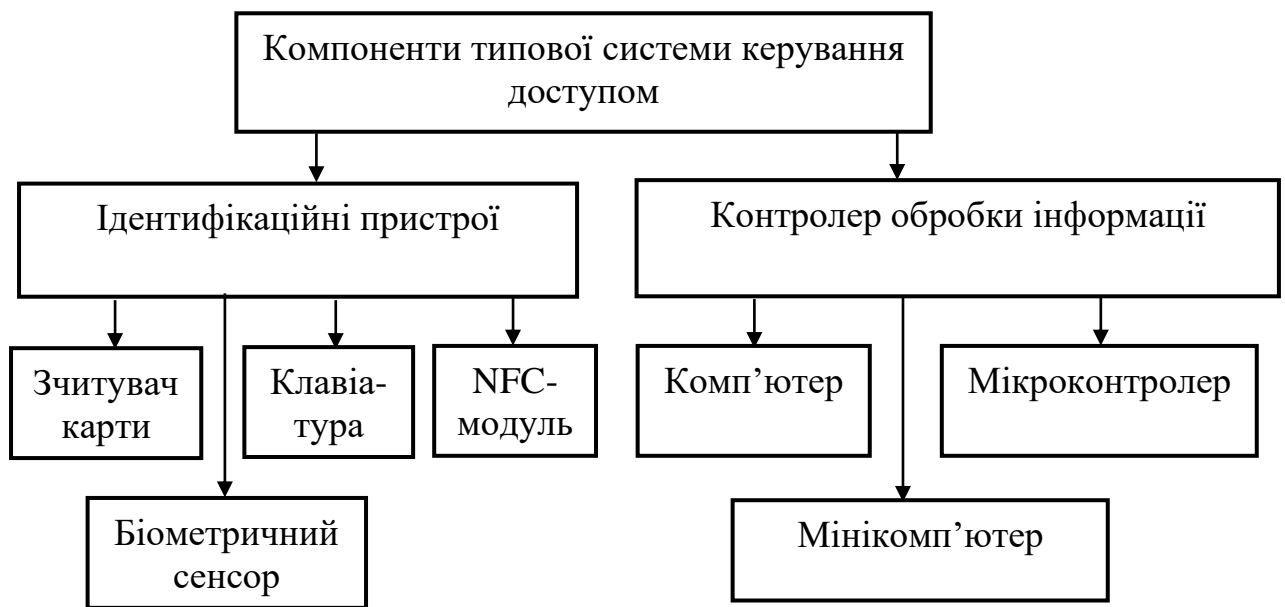 Компоненти типової системи керування
доступом
Ідентифікаційні пристрої
Контролер обробки інформації
Зчитувач
карти
Клавіа-
тура
NFC-
модуль
Комп’ютер
Мікроконтролер
Біометричний
сенсор
Мінікомп’ютер